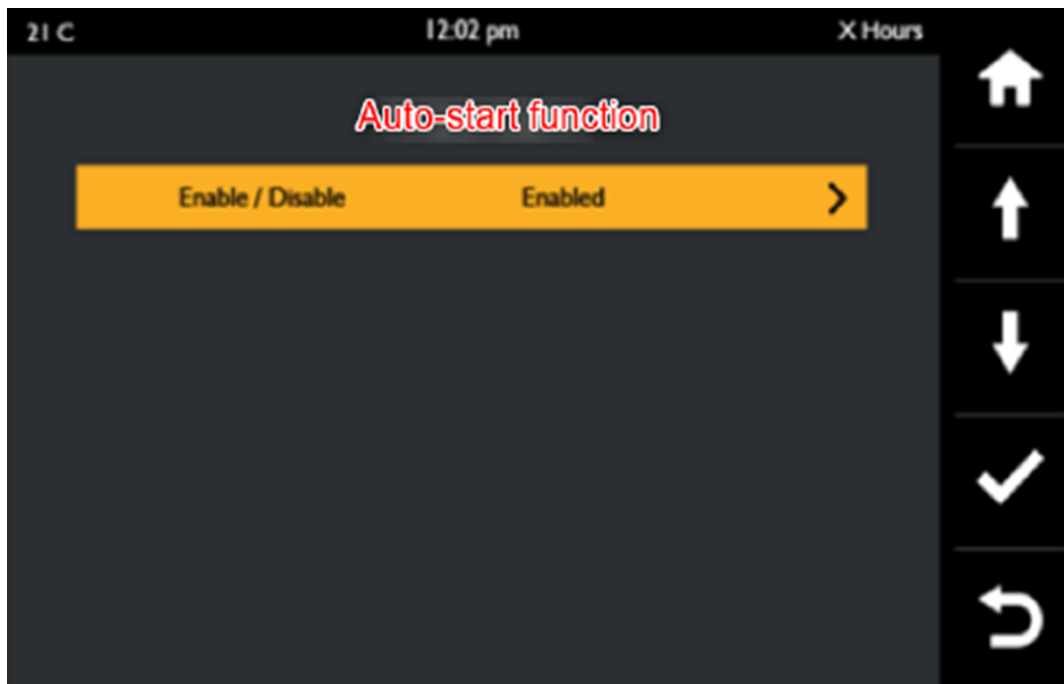 21 C 12:02 pm X Hours
Auto-start function
Enable / Disable Enabled